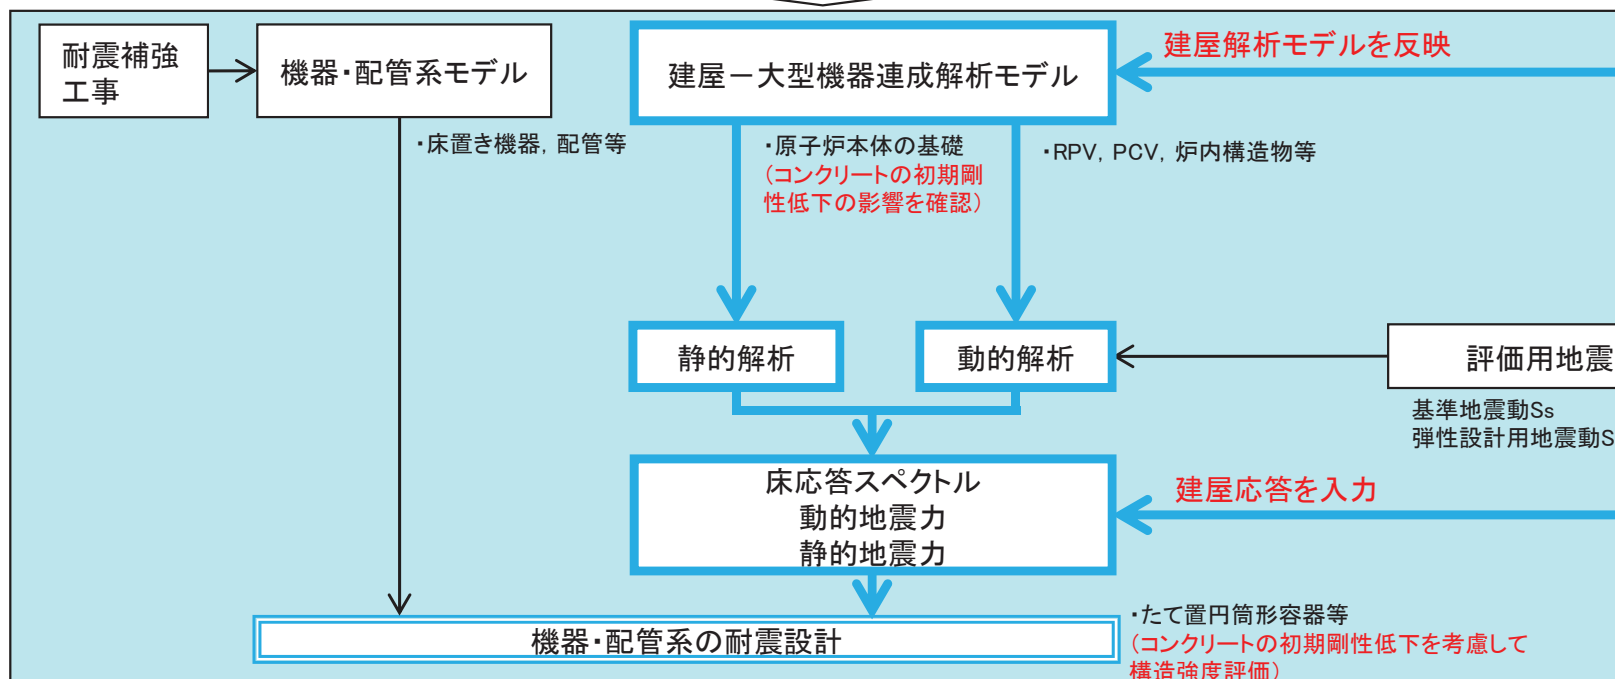 耐震補強
工事
機器・配管系モデル
建屋－大型機器連成解析モデル
建屋解析モデルを反映
・床置き機器，配管等
・原子炉本体の基礎
（コンクリートの初期剛
性低下の影響を確認）
・RPV，PCV，炉内構造物等
静的解析
動的解析
評価用地震
基準地震動Ss
弾性設計用地震動S
床応答スペクトル
動的地震力
静的地震力
建屋応答を入力
機器・配管系の耐震設計
・たて置円筒形容器等
（コンクリートの初期剛性低下を考慮して
構造強度評価）